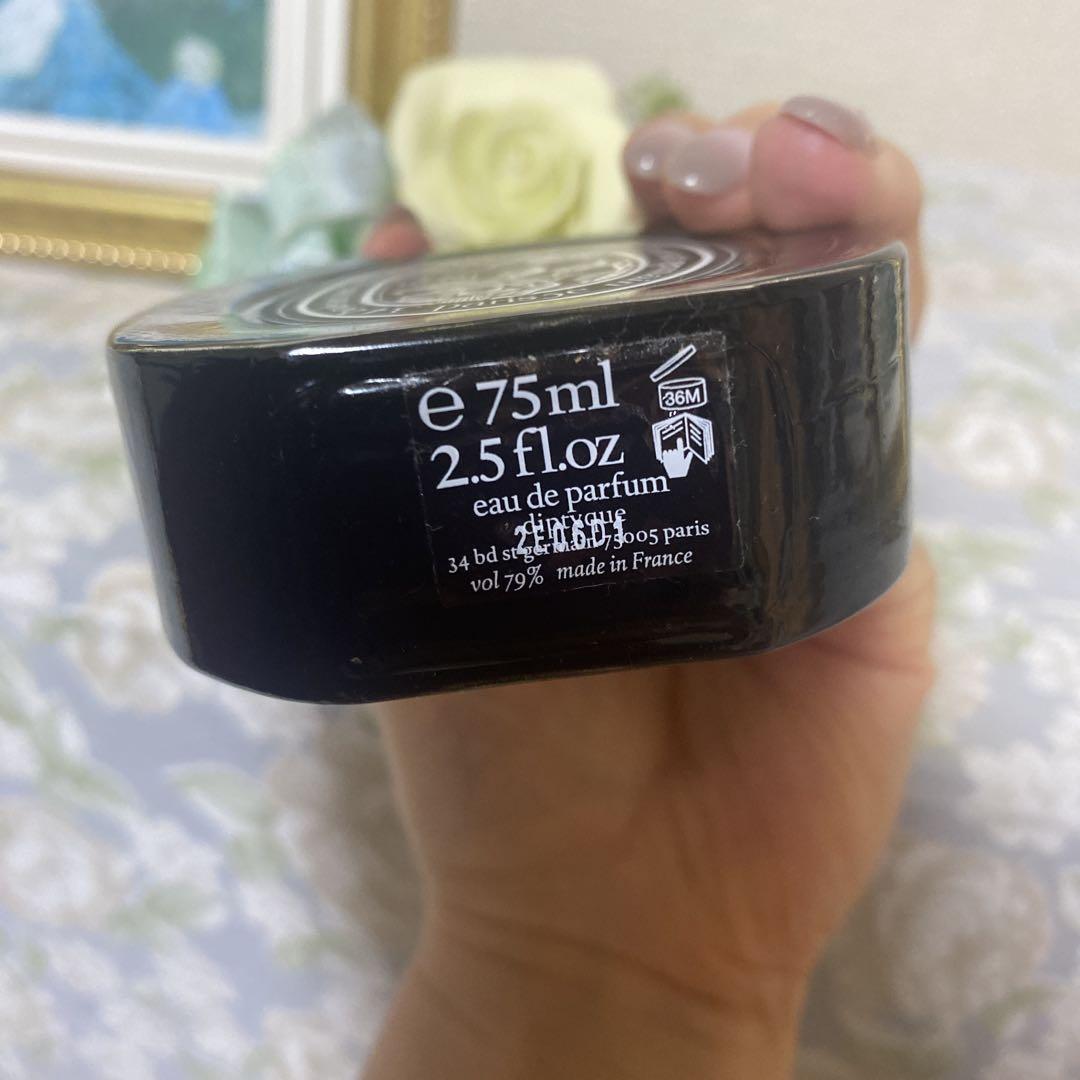 e 75ml
36M
2.5 fl.oz
eau de parfum
diptyque
2F06D1
34 bd st germain 75005 paris
vol 79% made in France